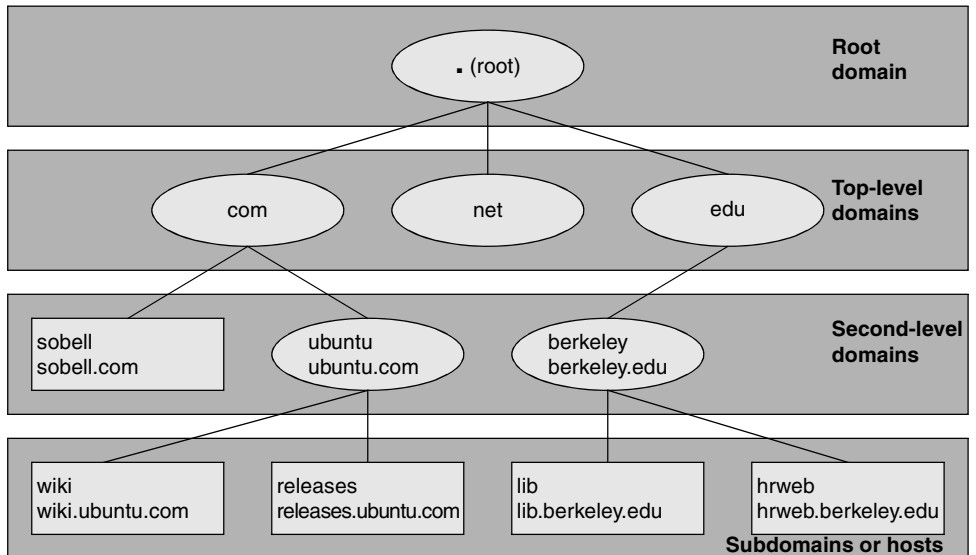 . (root)
Root
domain
com
net
edu
Top-level
domains
sobell
sobell.com
ubuntu
ubuntu.com
berkeley
berkeley.edu
Second-level
domains
wiki
wiki.ubuntu.com
releases
releases.ubuntu.com
lib
lib.berkeley.edu
hrweb
hrweb.berkeley.edu
Subdomains or hosts